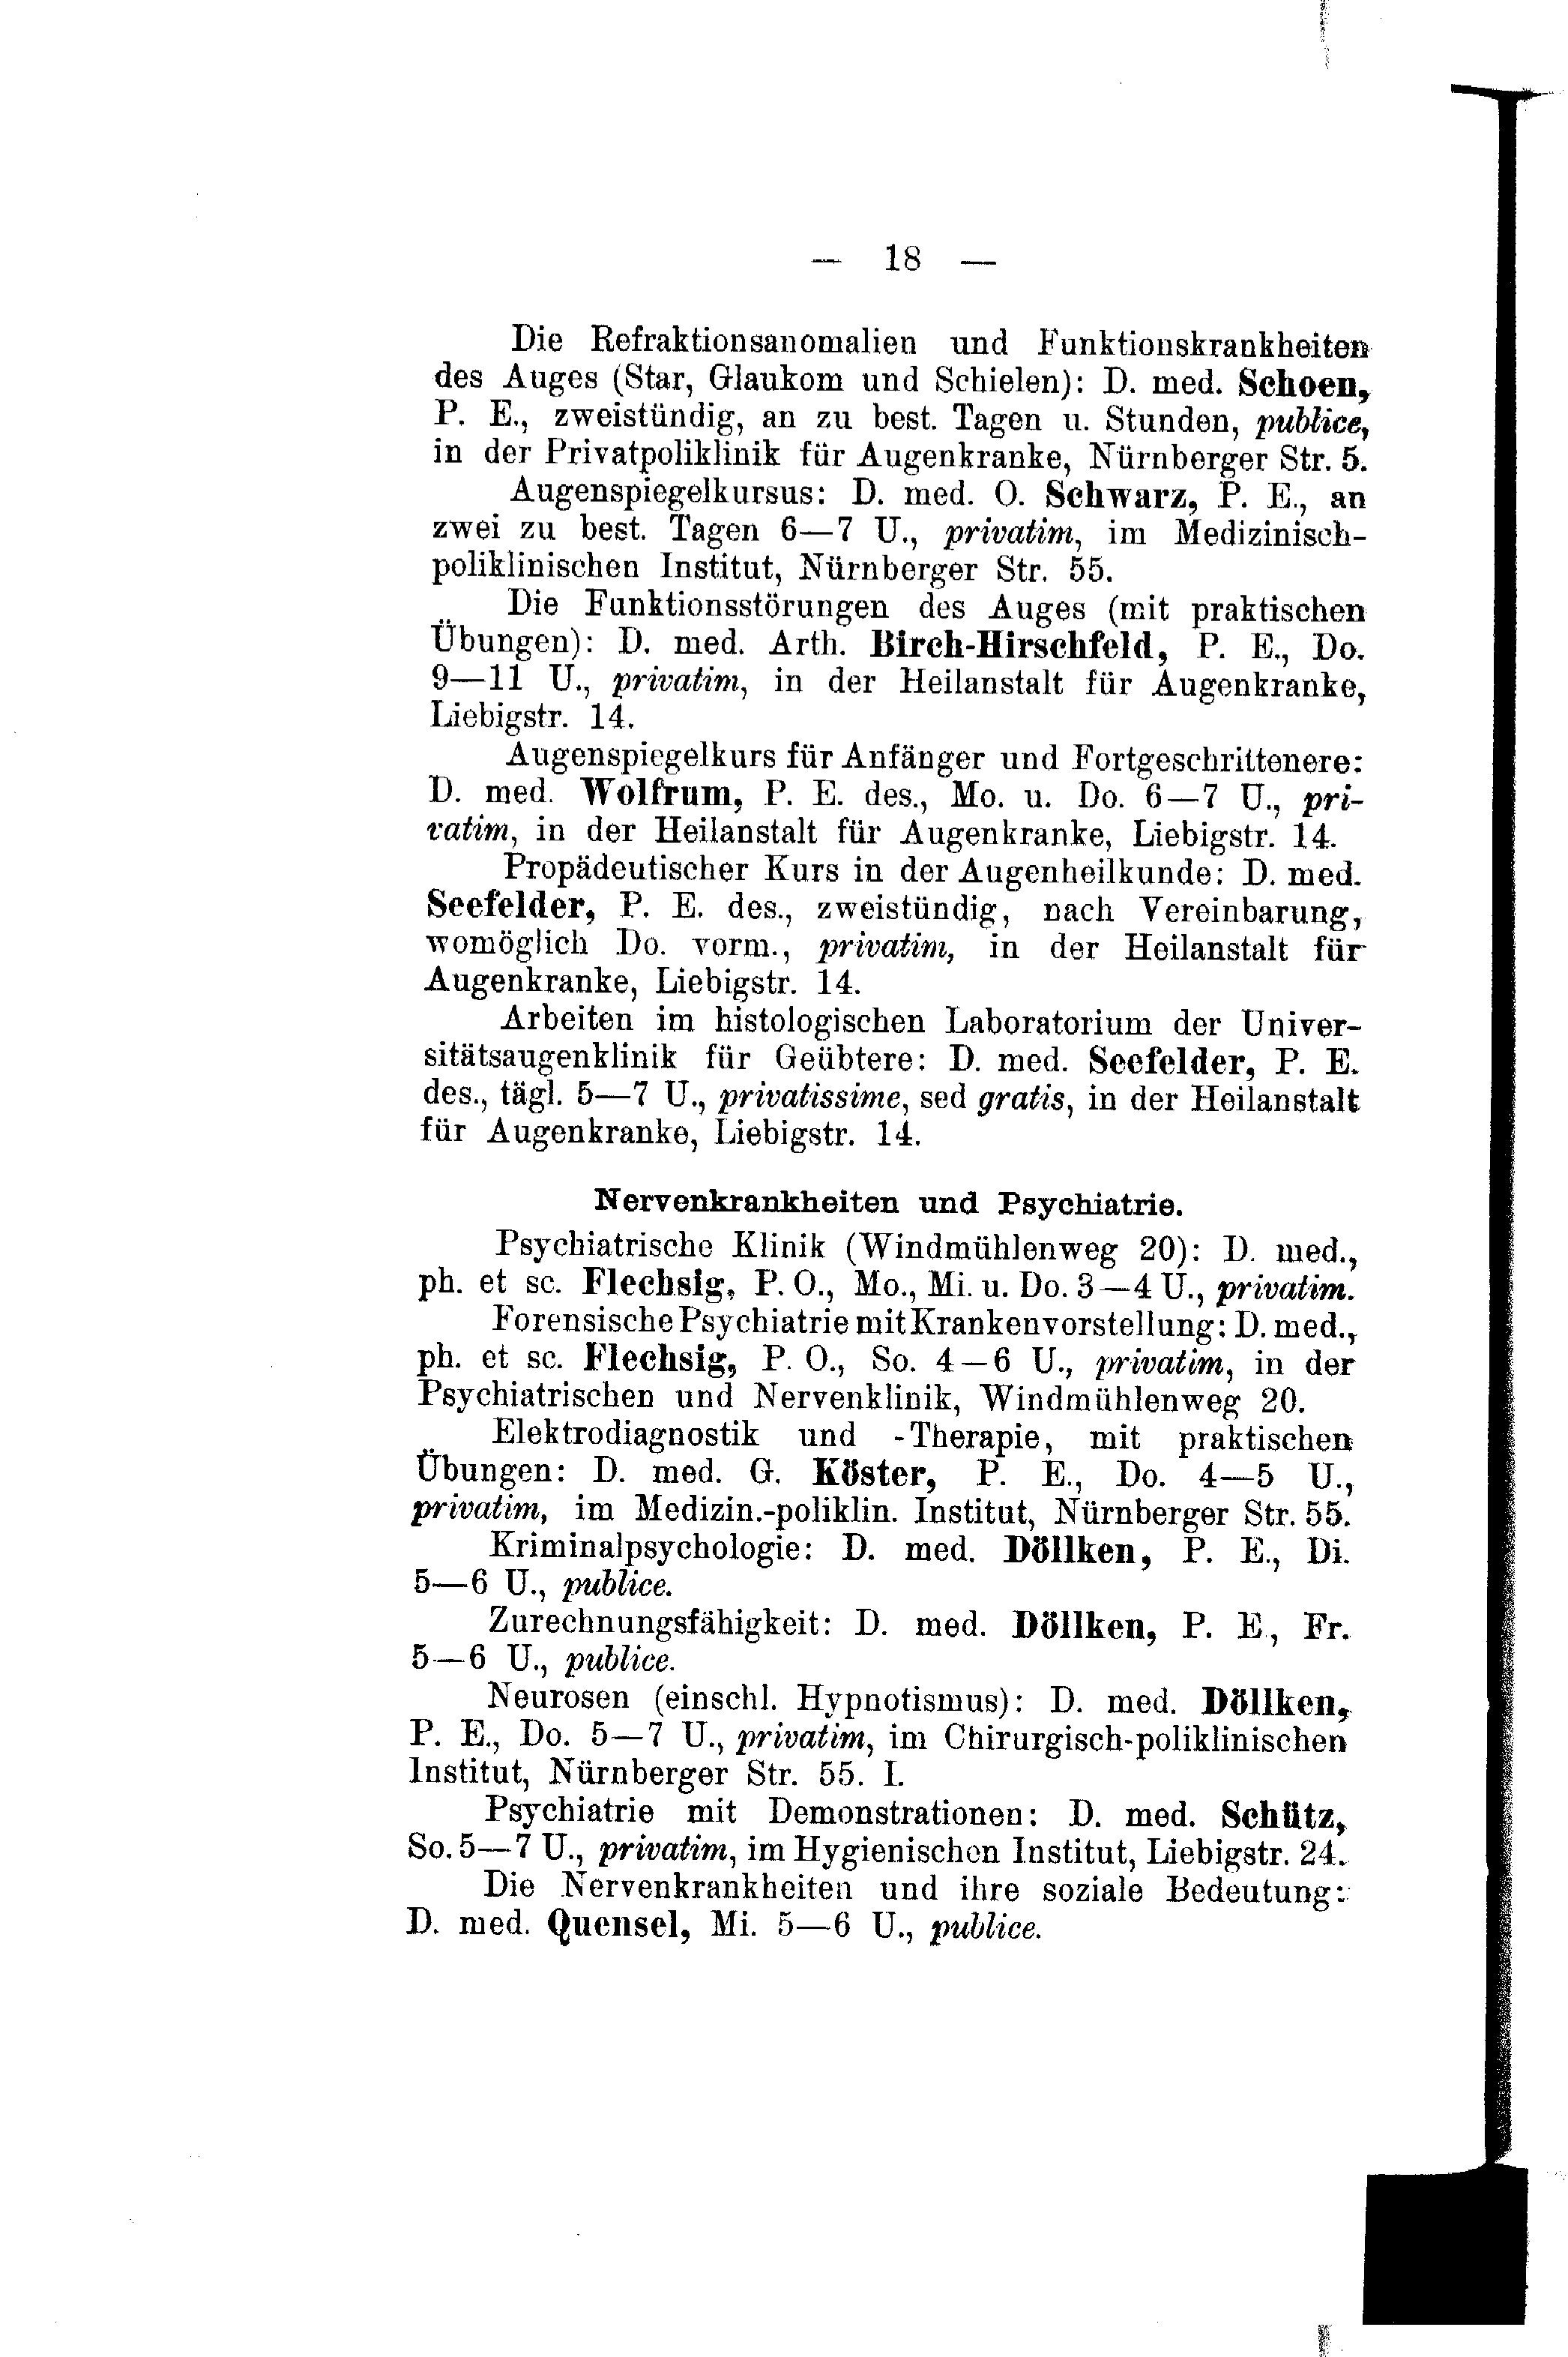 — 18 —
Die Refraktionsanomalien und Funktionskrankheiten
des Auges (Star, Glaukom und Schielen): D. med. Schoen,
P. E., zweistündig, an zu best. Tagen u. Stunden, publice,
in der Privatpoliklinik für Augenkranke, Nürnberger Str. 5.
Augenspiegelkursus: D. med. O. Schwarz, P. E., an
zwei zu best. Tagen 6—7 U., privatim, im Medizinisch-
poliklinischen Institut, Nürnberger Str. 55.
Die Funktionsstörungen des Auges (mit praktischen
Übungen): D. med. Arth. Birch-Hirschfeld, P. E., Do.
9—11 U., privatim, in der Heilanstalt für Augenkranke,
Liebigstr. 14.
Augenspiegelkurs für Anfänger und Fortgeschrittenere:
D. med. Wolfrum, P. E. des., Mo. u. Do. 6—7 U., pri-
vatim, in der Heilanstalt für Augenkranke, Liebigstr. 14.
Propädeutischer Kurs in der Augenheilkunde: D. med.
Seefelder, P. E. des., zweistündig, nach Vereinbarung,
womöglich Do. vorm., privatim, in der Heilanstalt für
Augenkranke, Liebigstr. 14.
Arbeiten im histologischen Laboratorium der Univer-
sitätsaugenklinik für Geübtere: D. med. Seefelder, P. E.
des., tägl. 5—7 U., privatissime, sed gratis, in der Heilanstalt
für Augenkranke, Liebigstr. 14.
Nervenkrankheiten und Psychiatrie.
Psychiatrische Klinik (Windmühlenweg 20): D. med.,
ph. et sc. Flechsig, P. O., Mo., Mi. u. Do. 3—4 U., privatim.
Forensische Psychiatrie mit Krankenvorstellung: D. med.,
ph. et sc. Flechsig, P. O., So. 4—6 U., privatim, in der
Psychiatrischen und Nervenklinik, Windmühlenweg 20.
Elektrodiagnostik und -Therapie, mit praktischen
Übungen: D. med. G. Köster, P. E., Do. 4—5 U.,
privatim, im Medizin.-poliklin. Institut, Nürnberger Str. 55.
Kriminalpsychologie: D. med. Döllken, P. E., Di.
5—6 U., publice.
Zurechnungsfähigkeit: D. med. Döllken, P. E, Fr.
5—6 U., publice.
Neurosen (einschl. Hypnotismus): D. med. Döllken,
P. E., Do. 5—7 U., privatim, im Chirurgisch-poliklinischen
Institut, Nürnberger Str. 55. I.
Psychiatrie mit Demonstrationen: D. med. Schütz,
So. 5—7 U., privatim, im Hygienischen Institut, Liebigstr. 24.
Die Nervenkrankheiten und ihre soziale Bedeutung:
D. med. Quensel, Mi. 5—6 U., publice.